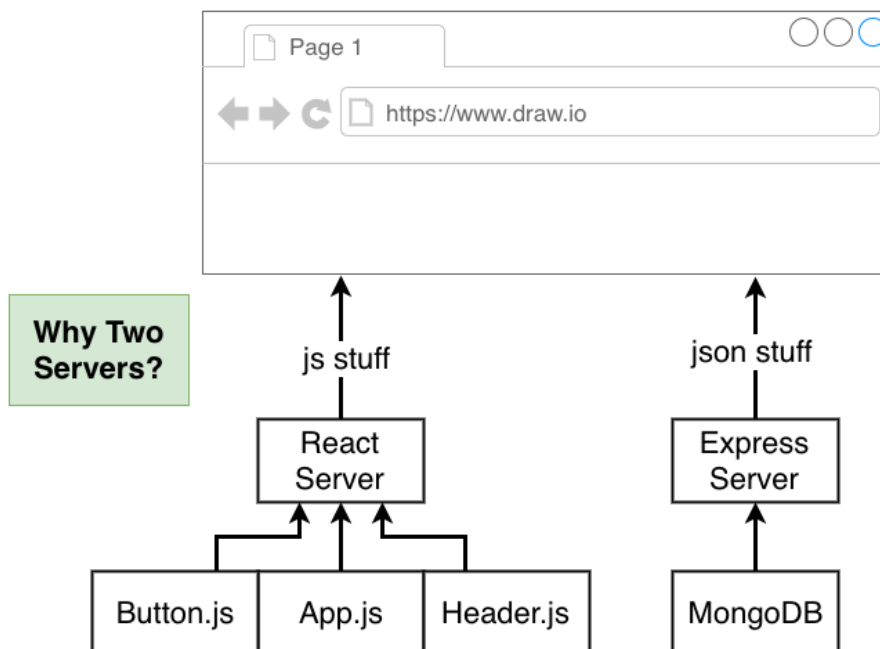 Page 1
https://www.draw.io
Why Two
Servers?
js stuff
json stuff
React
Server
Express
Server
Button.js
App.js
Header.js
MongoDB